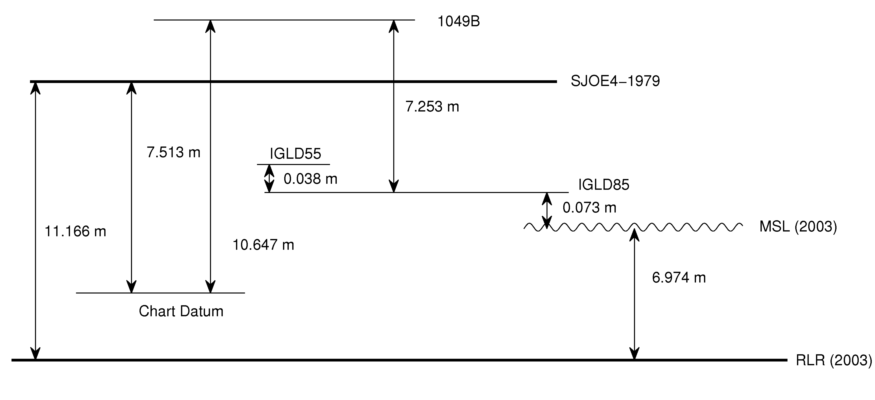 1049B
SJOE4−1979
7.253 m
7.513 m
IGLD55
0.038 m
IGLD85
0.073 m
MSL (2003)
11.166 m
10.647 m
6.974 m
Chart Datum
RLR (2003)